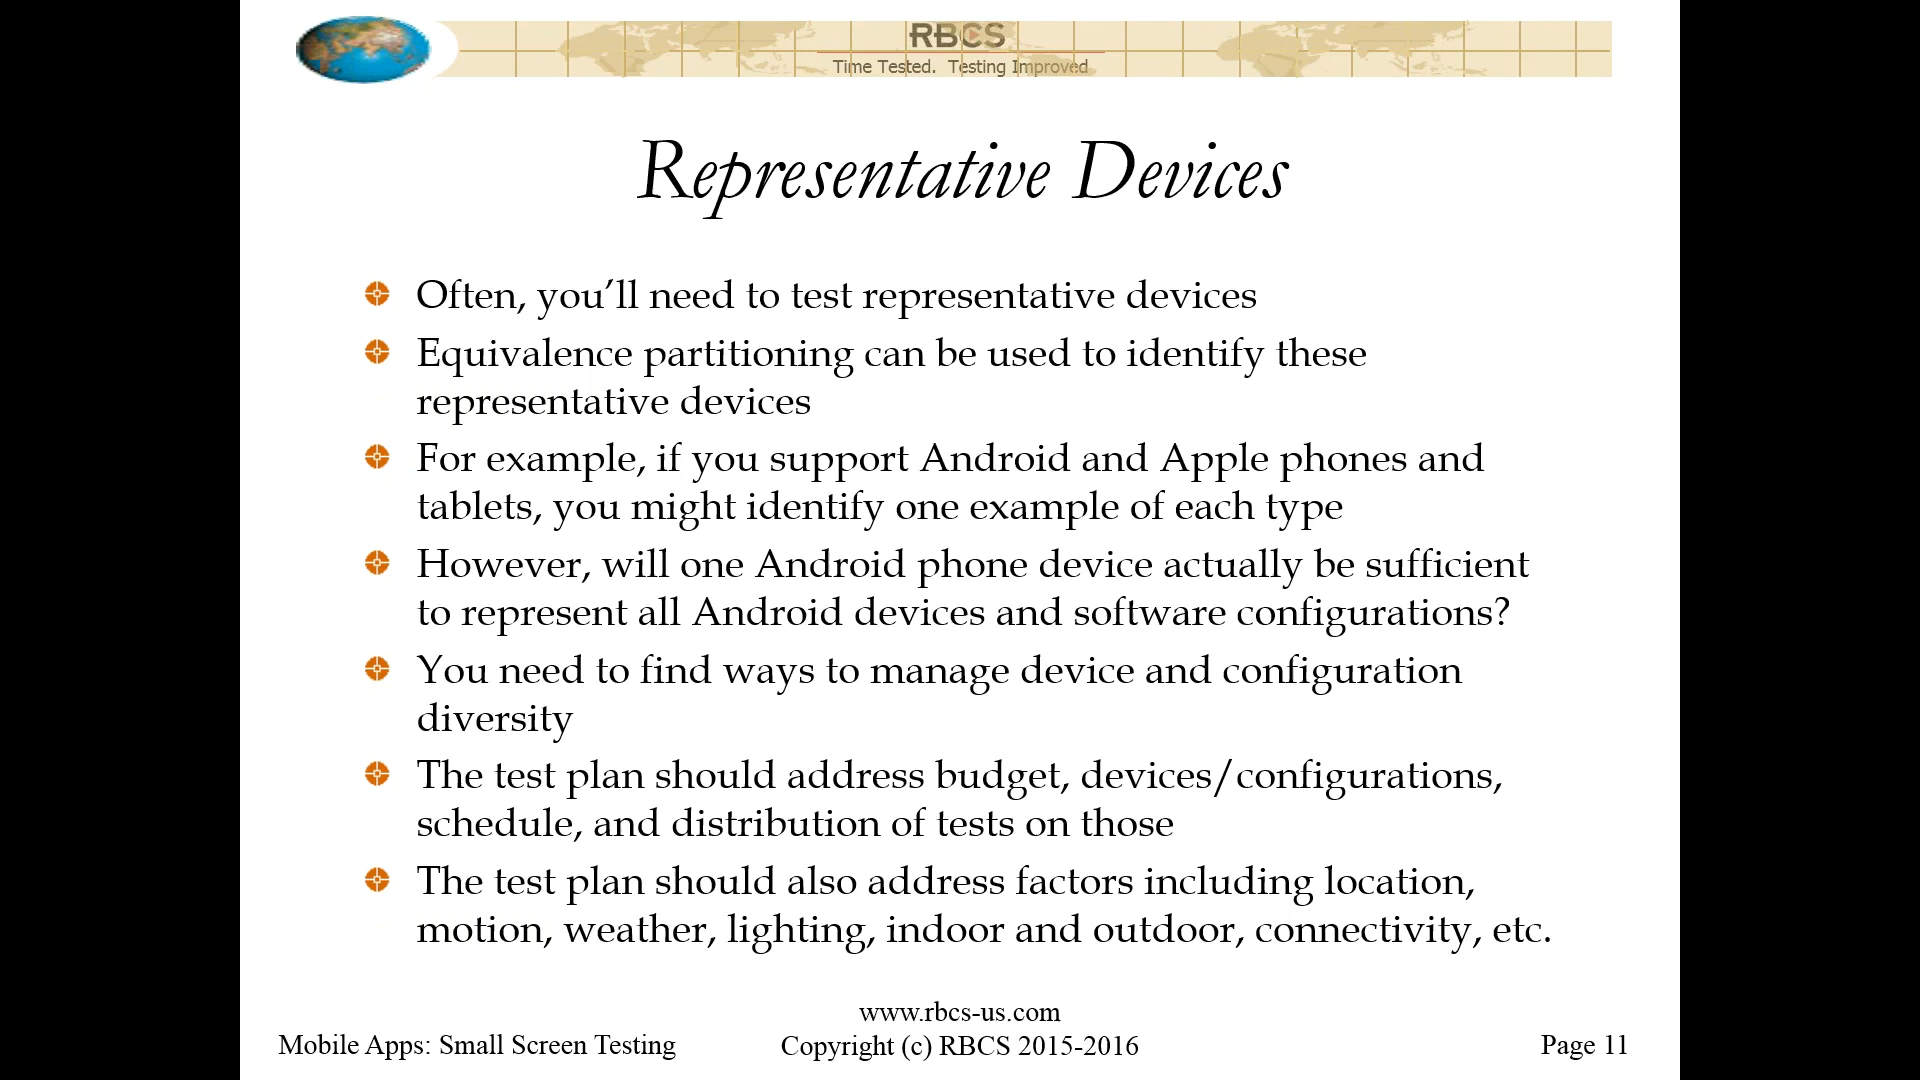 RBCS
Time Tested. Testing Improved
Representative Devices
Often, you’ll need to test representative devices
Equivalence partitioning can be used to identify these
representative devices
For example, if you support Android and Apple phones and
tablets, you might identify one example of each type
However, will one Android phone device actually be sufficient
to represent all Android devices and software configurations?
You need to find ways to manage device and configuration
diversity
The test plan should address budget, devices/configurations,
schedule, and distribution of tests on those
The test plan should also address factors including location,
motion, weather, lighting, indoor and outdoor, connectivity, etc.
www.rbcs-us.com
Mobile Apps: Small Screen Testing Copyright (c) RBCS 2015-2016 Page 11